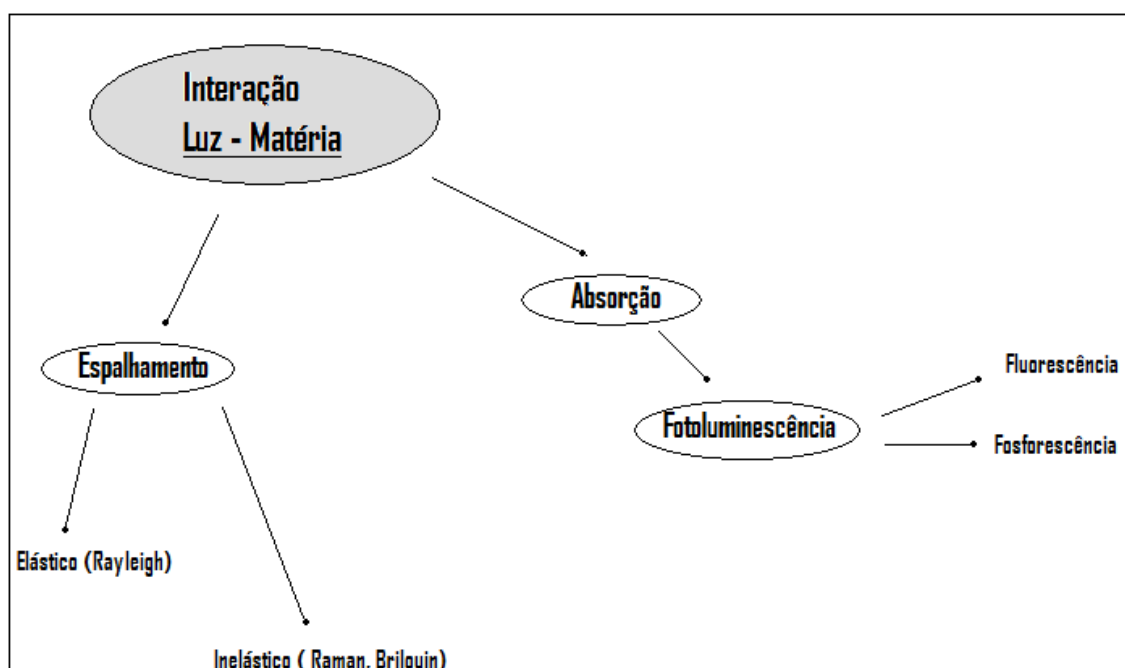 Interação
Luz - Matéria
Absorção
Espalhamento
Fluorescência
Fotoluminescência
Fosforescência
Elástico (Rayleigh)
Inelástico ( Raman, Brilouin)